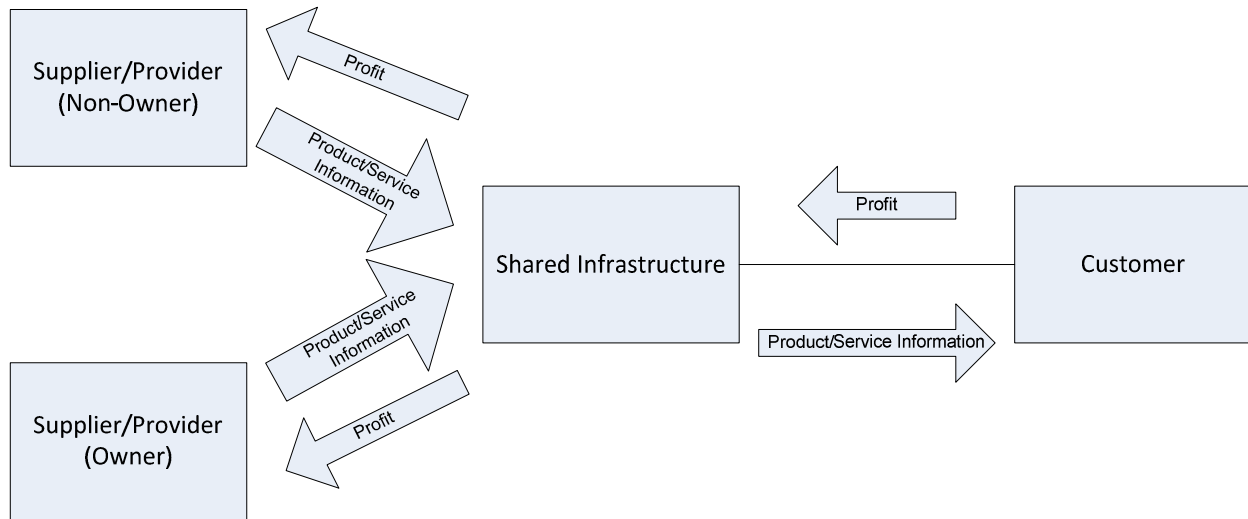 Supplier/Provider
(Non-Owner)
Profit
Product/Service
Information
Shared Infrastructure
Profit
Customer
Product/Service Information
Product/Service
Information
Profit
Supplier/Provider
(Owner)